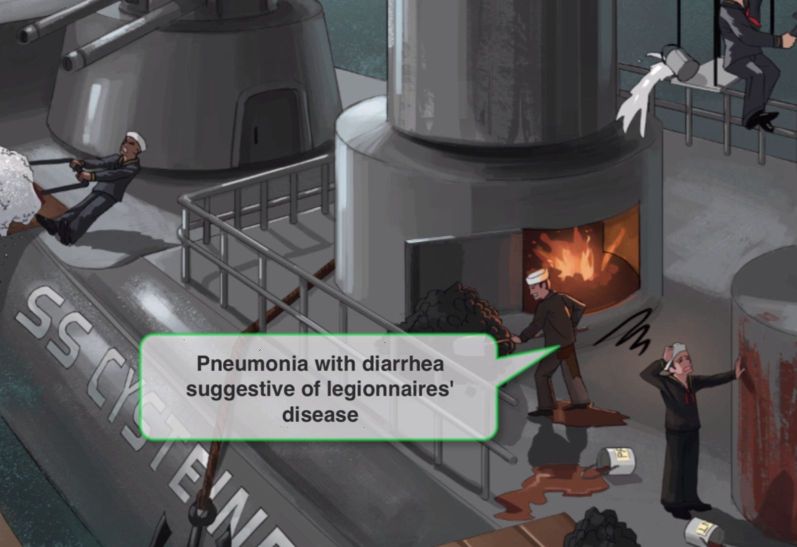 Pneumonia with diarrhea
suggestive of legionnaires'
disease
SS CYSTEINE